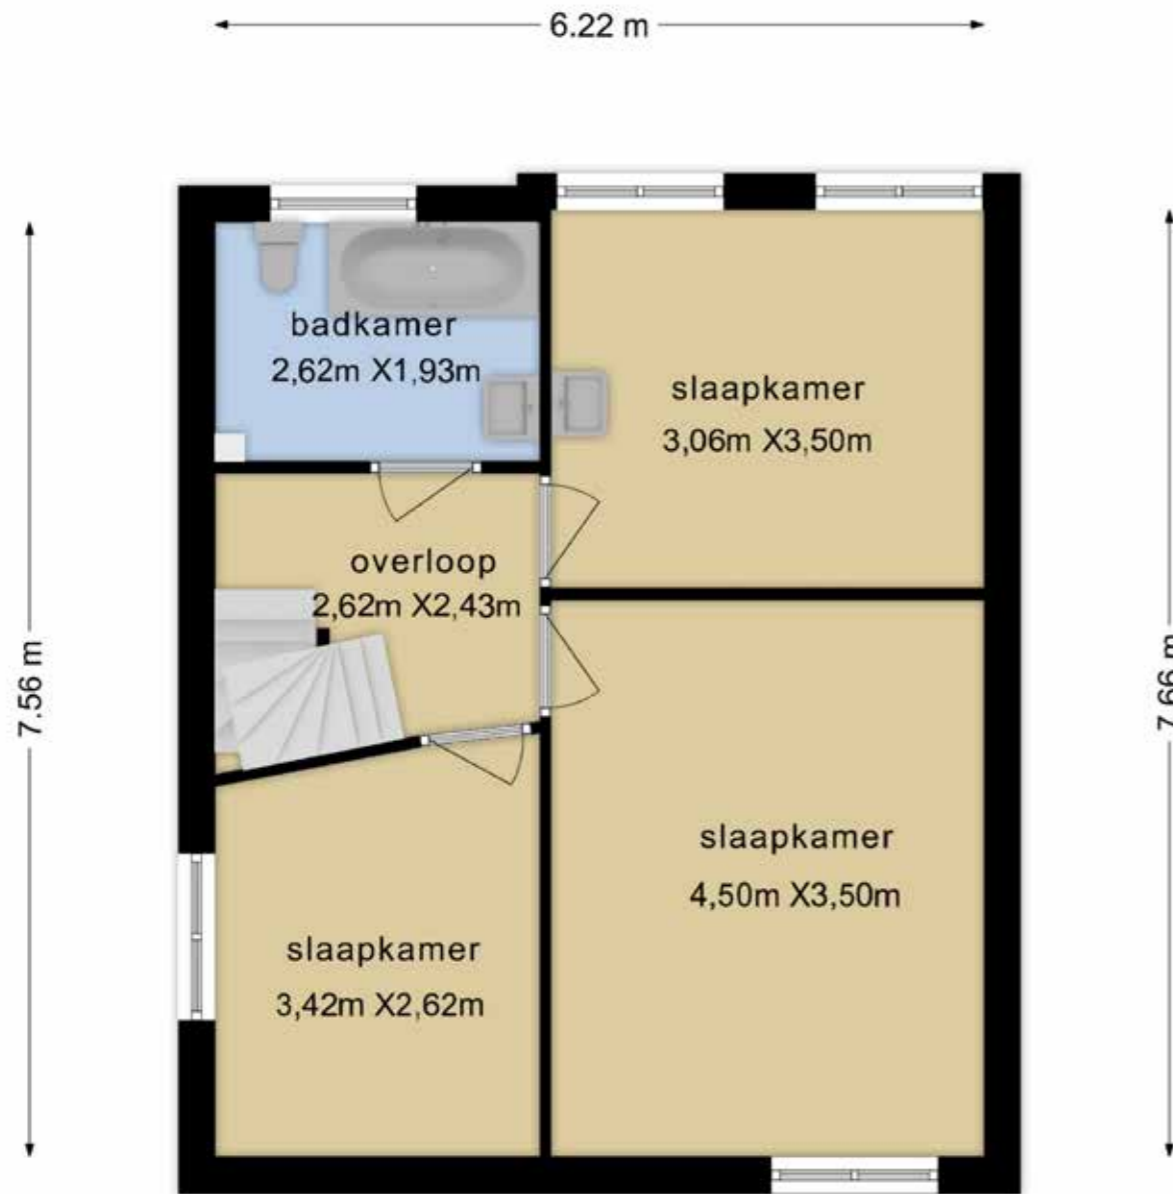 6.22 m
badkamer
2,62m X1,93m
slaapkamer
3,06m X3,50m
overloop
2,62m X2,43m
7.56 m
7.66 m
slaapkamer
4,50m X3,50m
slaapkamer
3,42m X2,62m